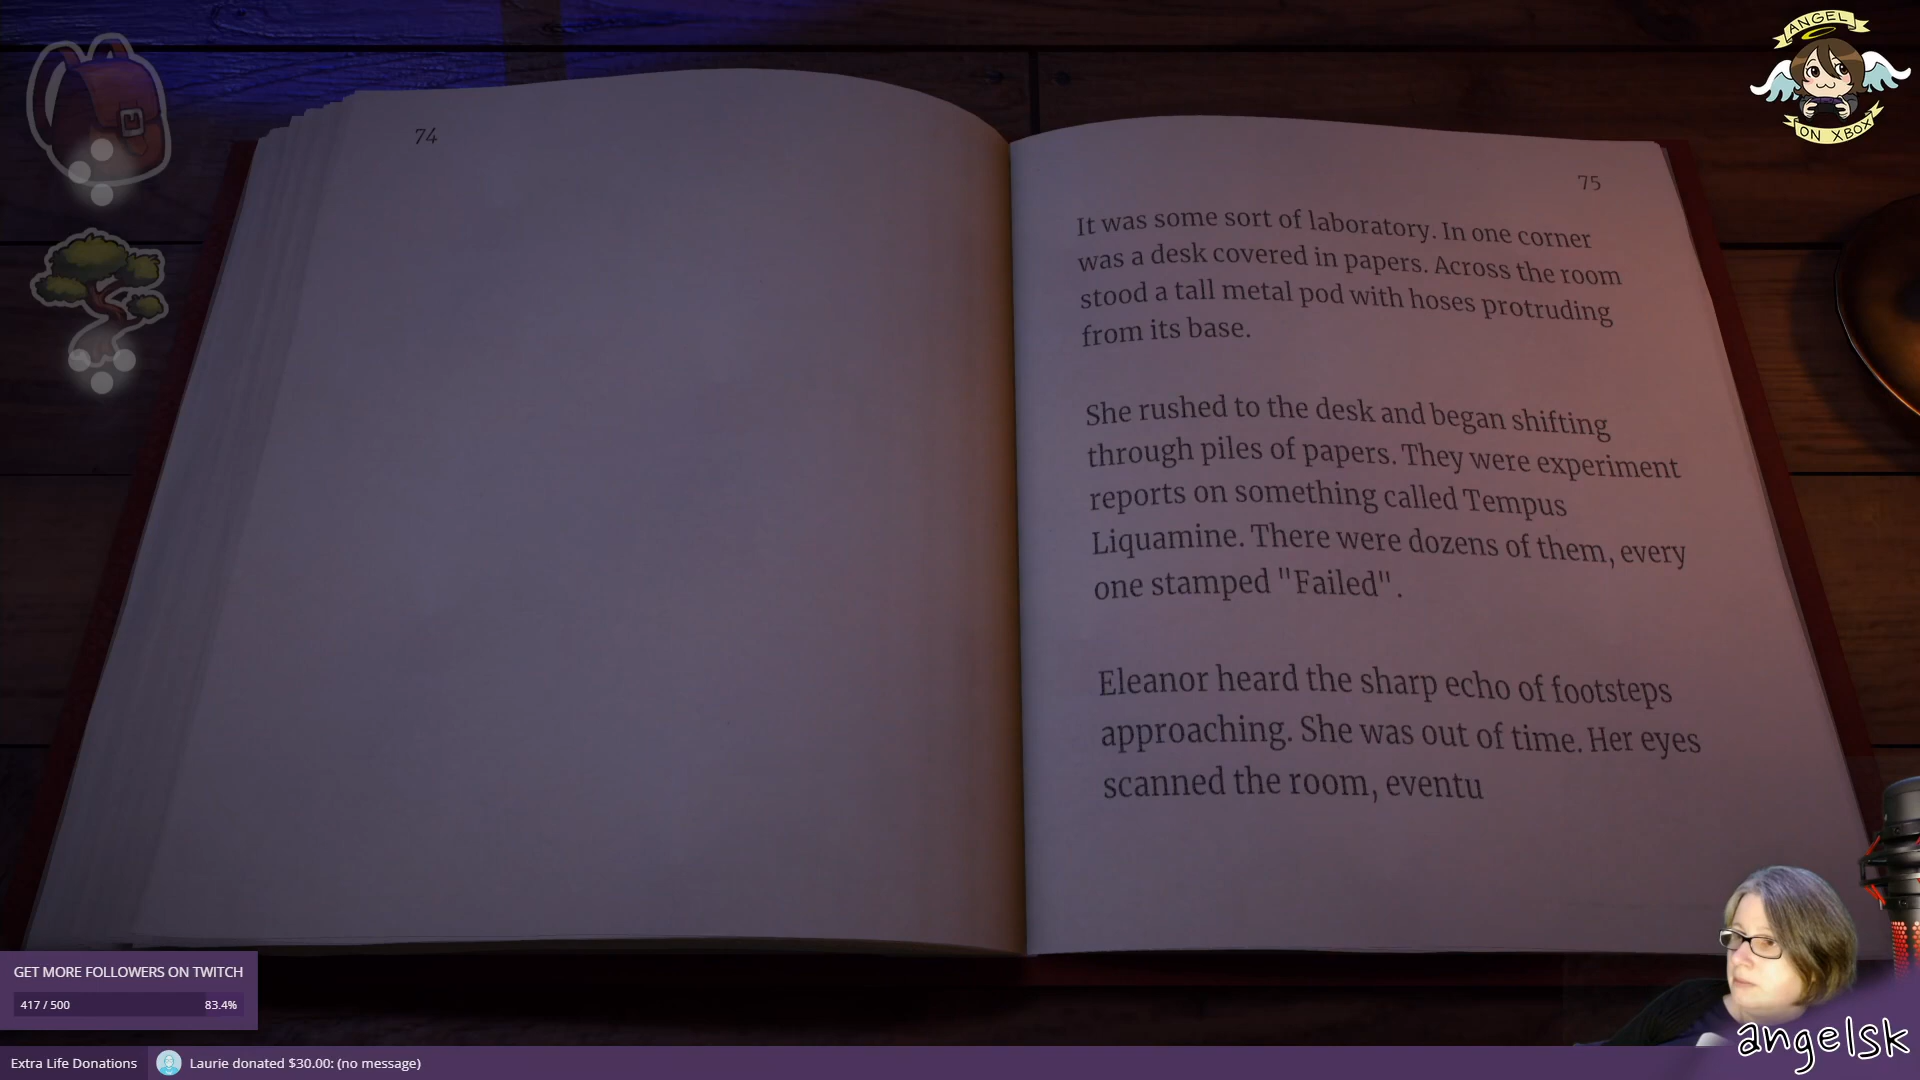 ANGEL
ON XBOX
74
75
It was some sort of laboratory. In one corner
was a desk covered in papers. Across the room
stood a tall metal pod with hoses protruding
from its base.
She rushed to the desk and began shifting
through piles of papers. They were experiment
reports on something called Tempus
Liquamine. There were dozens of them, every
one stamped "Failed".
Eleanor heard the sharp echo of footsteps
approaching. She was out of time. Her eyes
scanned the room, eventu
GET MORE FOLLOWERS ON TWITCH
417 / 500 83.4%
angelsk
Extra Life Donations Laurie donated $30.00: (no message)